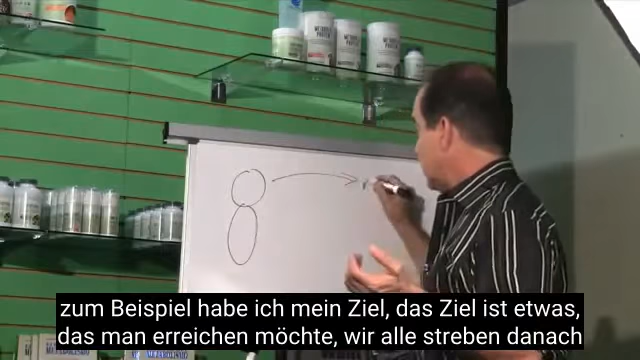 zum Beispiel habe ich mein Ziel, das Ziel ist etwas,
das man erreichen möchte, wir alle streben danach